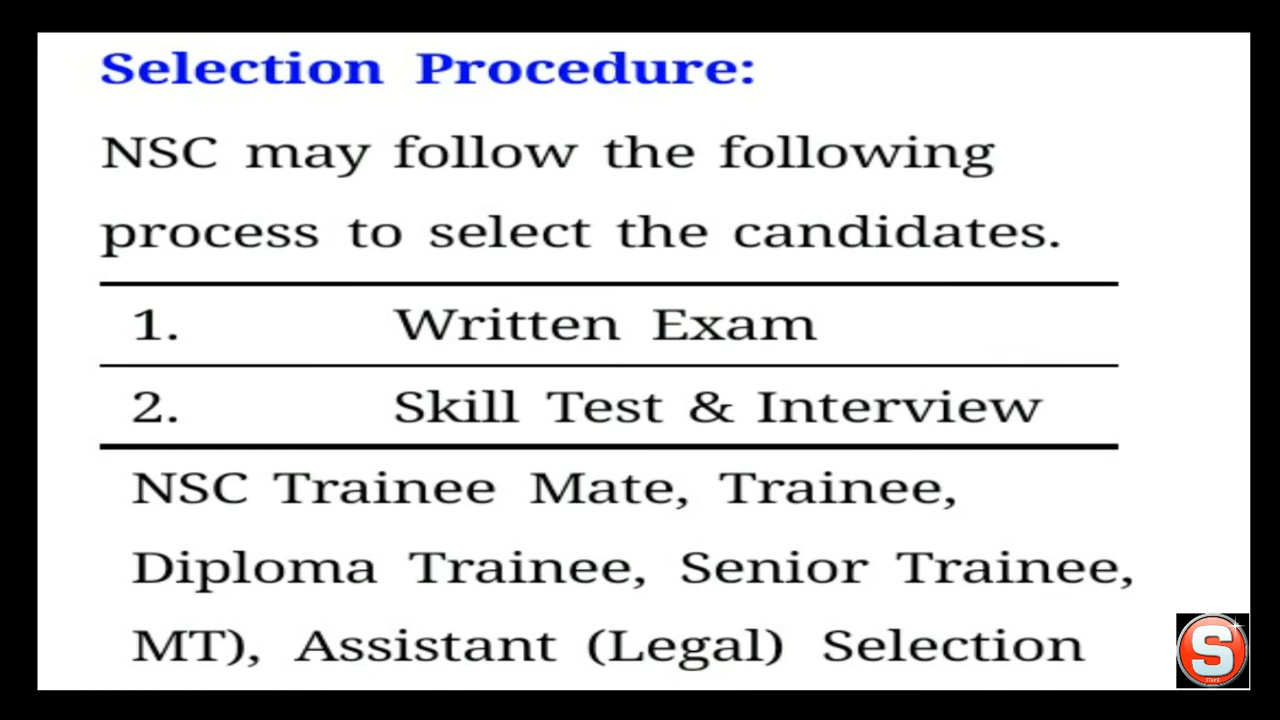 Selection Procedure:
NSC may follow the following
process to select the candidates.
1. Written Exam
2. Skill Test & Interview
NSC Trainee Mate, Trainee,
Diploma Trainee, Senior Trainee,
MT), Assistant (Legal) Selection
S